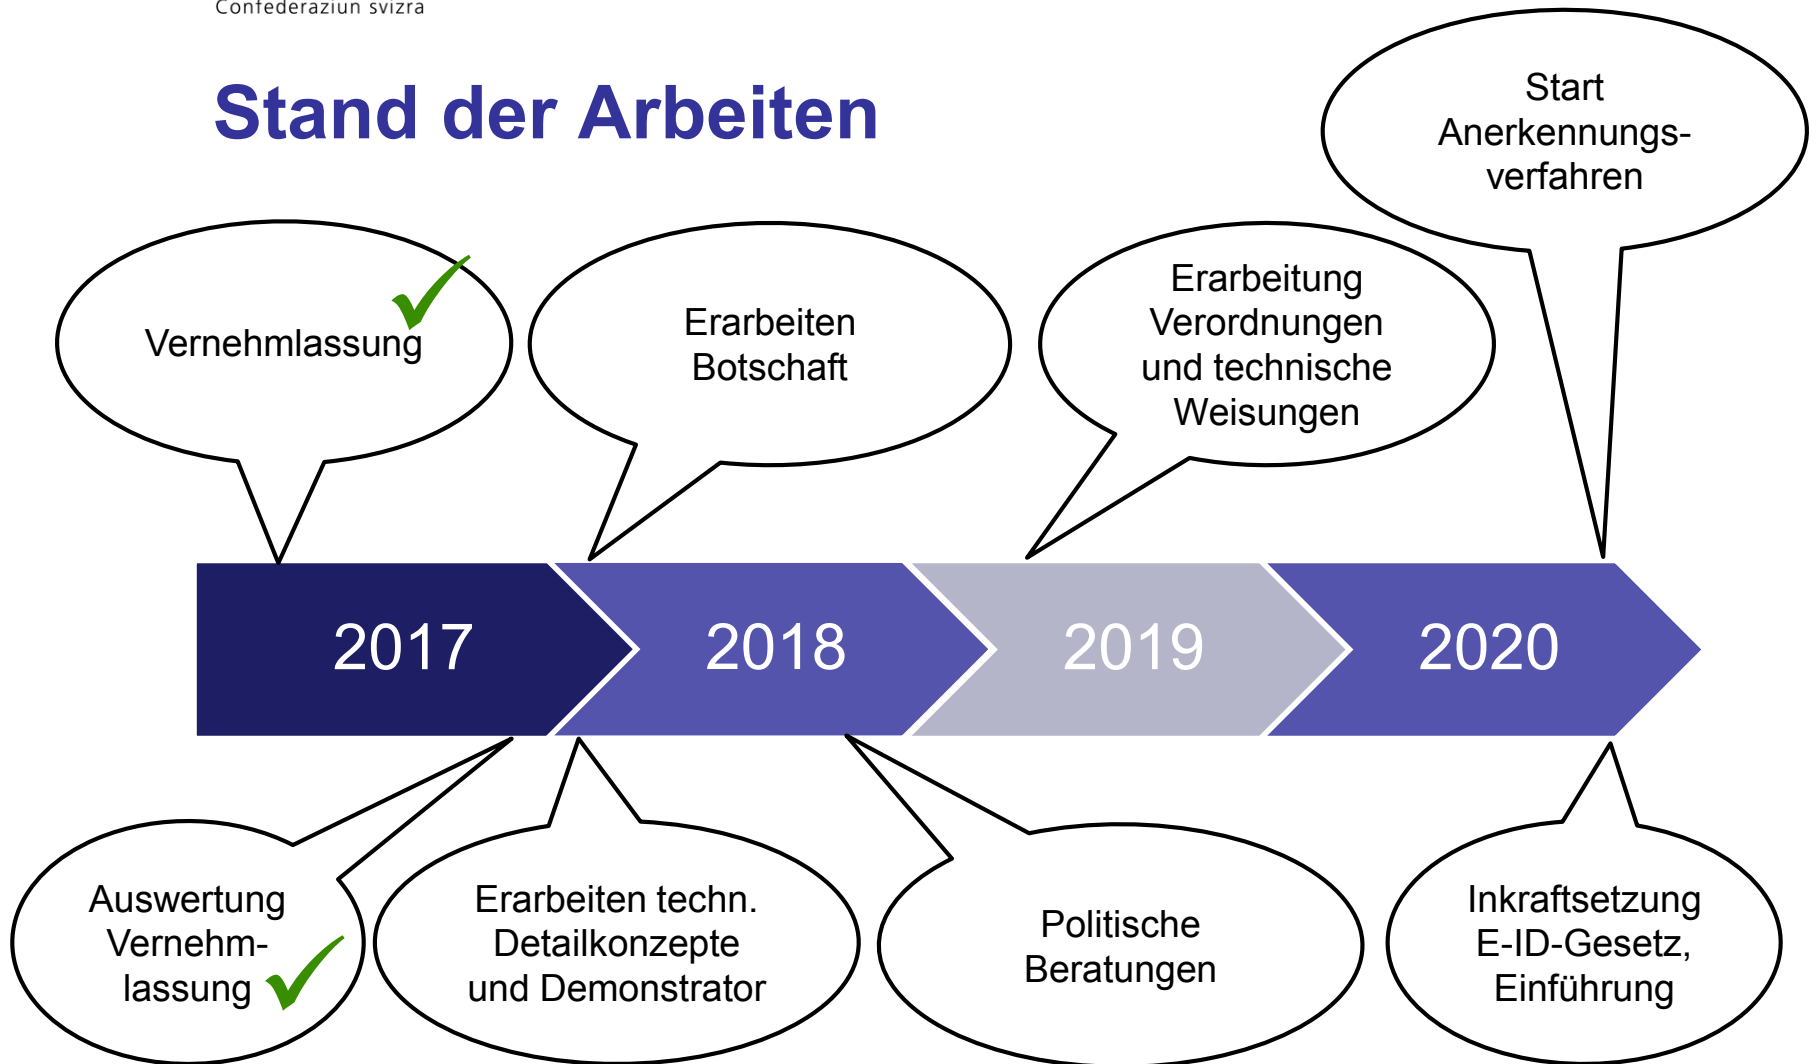 Confederaziun svizra
Stand der Arbeiten
Start
Anerkennungs-
verfahren
Vernehmlassung
Erarbeiten
Botschaft
Erarbeitung
Verordnungen
und technische
Weisungen
2017
2018
2019
2020
Auswertung
Vernehm-
lassung
Erarbeiten techn.
Detailkonzepte
und Demonstrator
Politische
Beratungen
Inkraftsetzung
E-ID-Gesetz,
Einführung